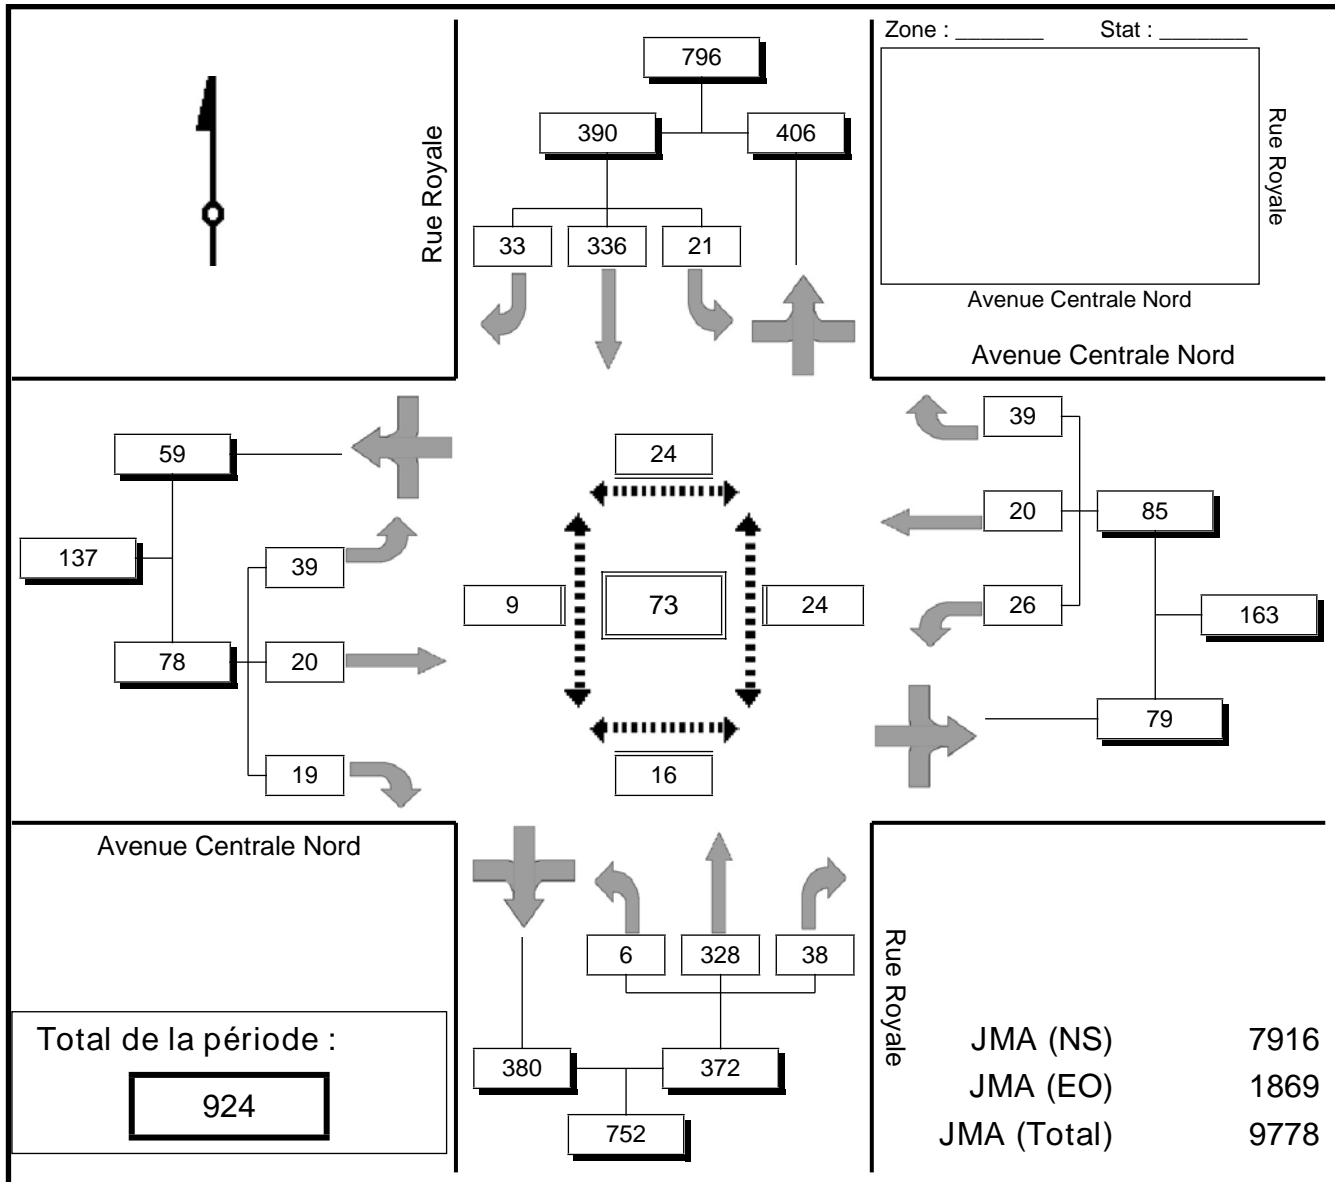 Zone : _______ Stat : _______
796
390 406
33 336 21
Rue Royale
Rue Royale
Avenue Centrale Nord
Avenue Centrale Nord
59
137
78
39
20
19
24
9 73 24
16
39
20
26
85
163
79
Avenue Centrale Nord
6 328 38
380 372
752
Rue Royale
Total de la période :
924
JMA (NS) 7916
JMA (EO) 1869
JMA (Total) 9778